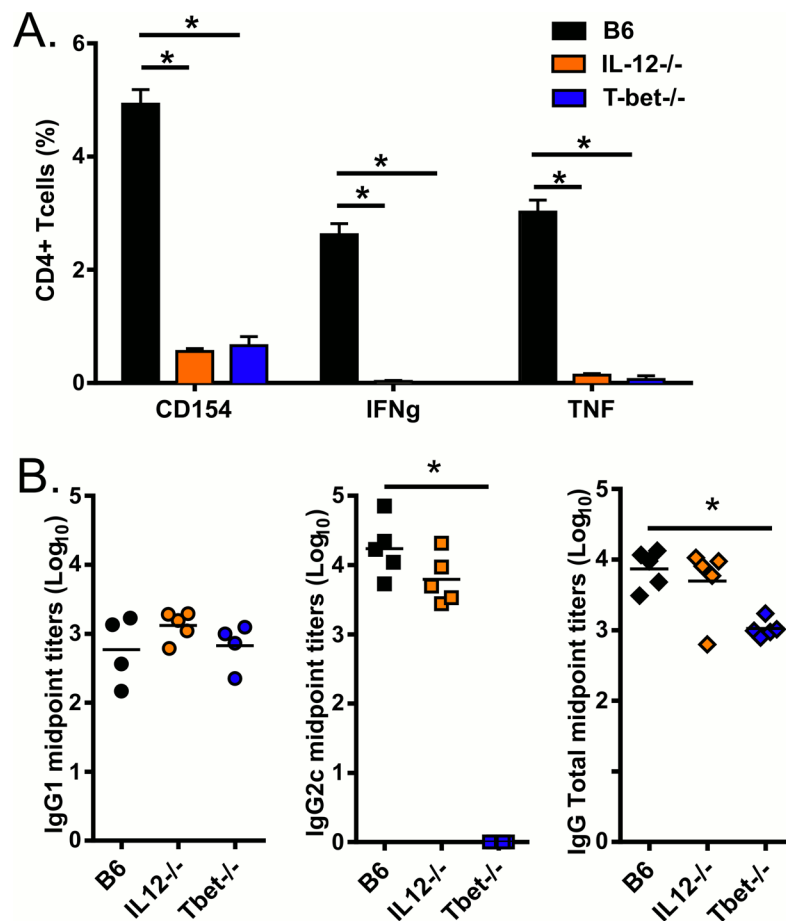 A.
*
*
*
*
*
*
B6
IL-12-/-
T-bet-/-
CD4+ Tcells (%)
6
4
2
0
CD154
IFNg
TNF
B.
IgG1 midpoint titers (Log10)
5
4
3
2
1
0
B6
IL12-/-
Tbet-/-
IgG2c midpoint titers (Log10)
5
4
3
2
1
0
*
B6
IL12-/-
Tbet-/-
IgG Total midpoint titers (Log10)
5
4
3
2
1
0
*
B6
IL12-/-
Tbet-/-